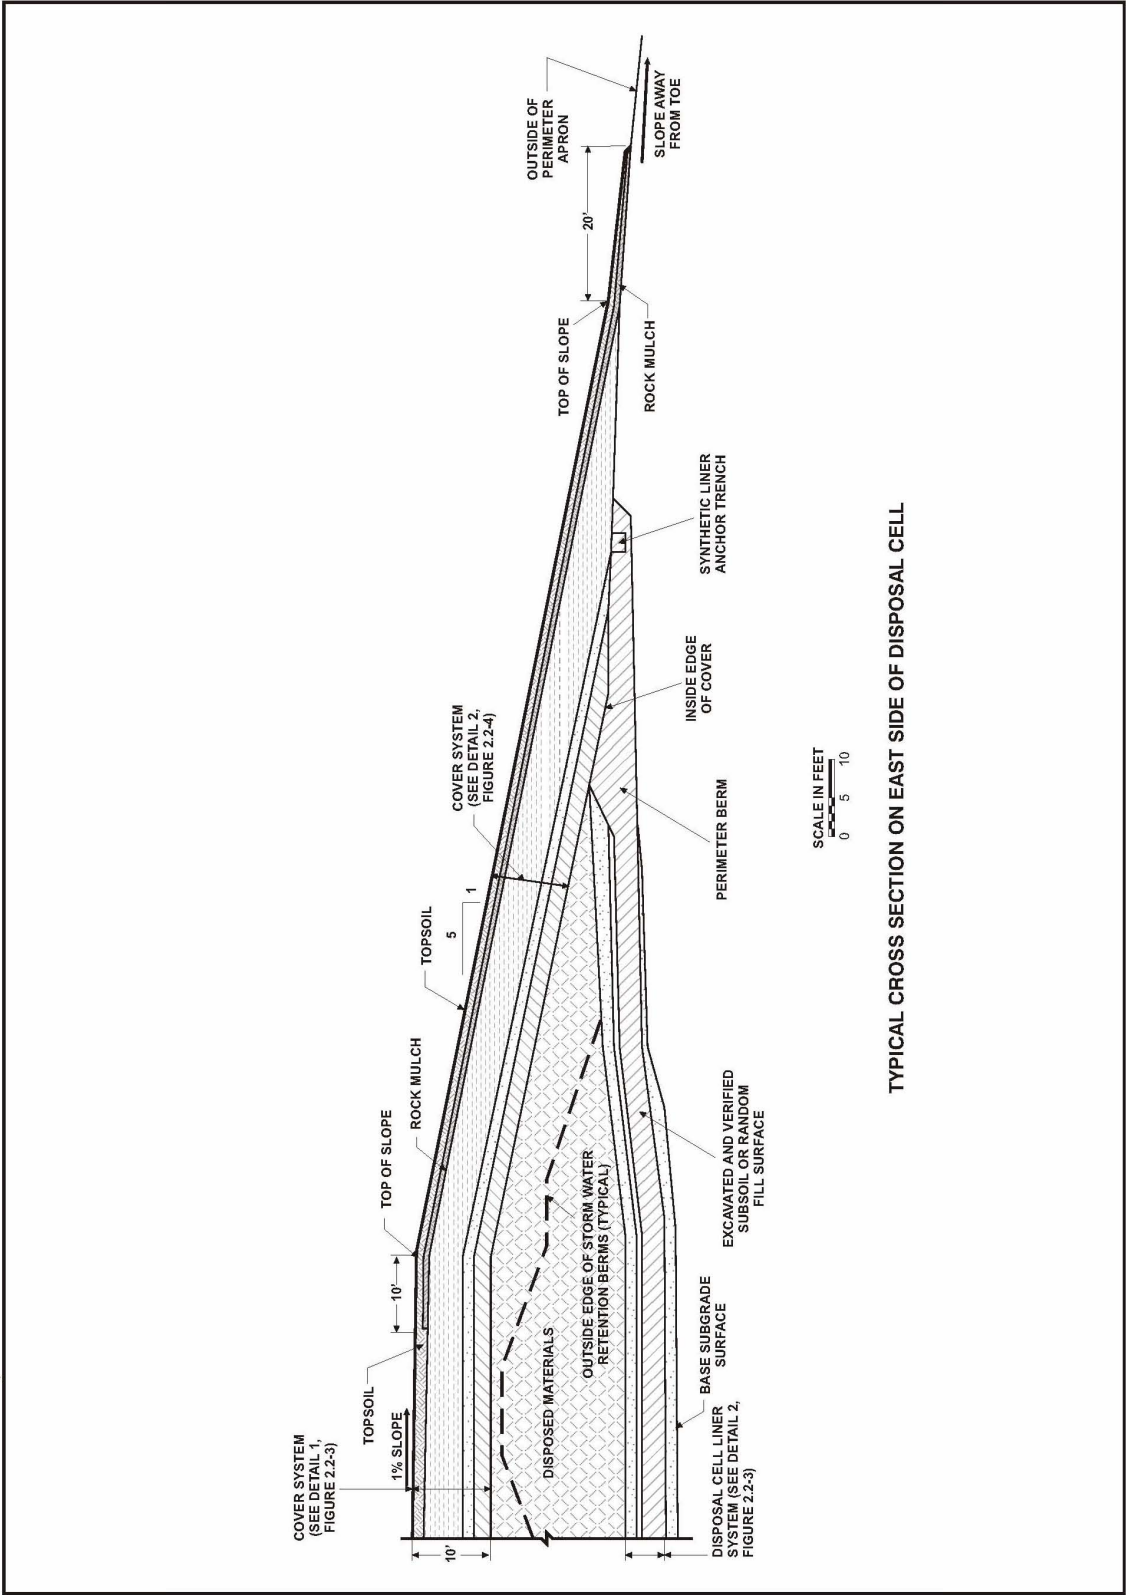 COVER SYSTEM
(SEE DETAIL 1,
FIGURE 2.2-3)
1% SLOPE
TOPSOIL
10'
TOP OF SLOPE
ROCK MULCH
TOPSOIL
5
1
COVER SYSTEM
(SEE DETAIL 2,
FIGURE 2.2-4)
TOP OF SLOPE
20'
OUTSIDE OF
PERIMETER
APRON
SLOPE AWAY
FROM TOE
ROCK MULCH
SYNTHETIC LINER
ANCHOR TRENCH
INSIDE EDGE
OF COVER
PERIMETER BERM
EXCAVATED AND VERIFIED
SUBSOIL OR RANDOM
FILL SURFACE
OUTSIDE EDGE OF STORM WATER
RETENTION BERMS (TYPICAL)
DISPOSED MATERIALS
BASE SUBGRADE
SURFACE
DISPOSAL CELL LINER
SYSTEM (SEE DETAIL 2,
FIGURE 2.2-3)
10'
SCALE IN FEET
0 5 10
TYPICAL CROSS SECTION ON EAST SIDE OF DISPOSAL CELL